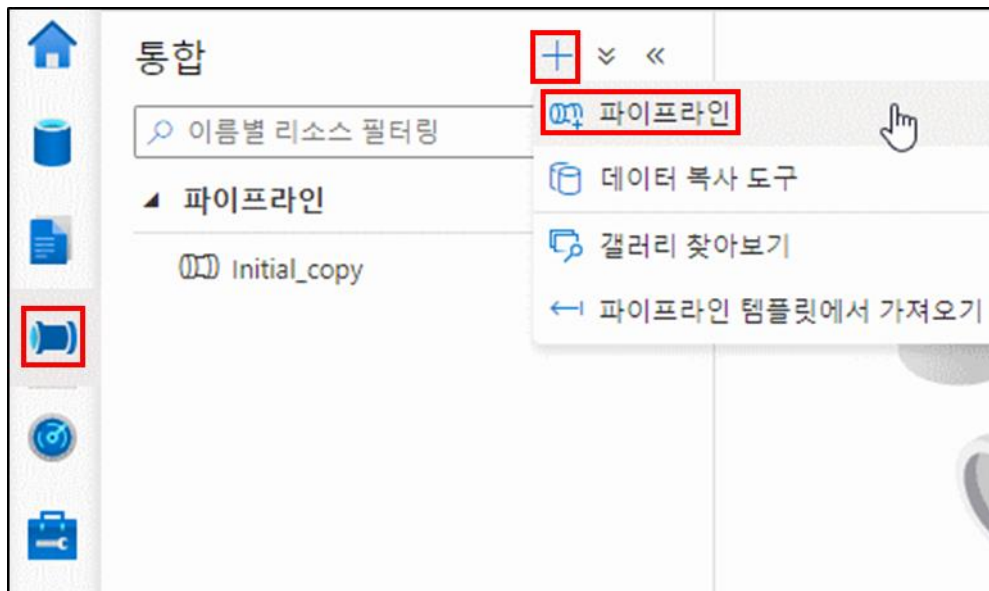 통합
이름별 리소스 필터링
파이프라인
Initial_copy
파이프라인
데이터 복사 도구
갤러리 찾아보기
파이프라인 템플릿에서 가져오기